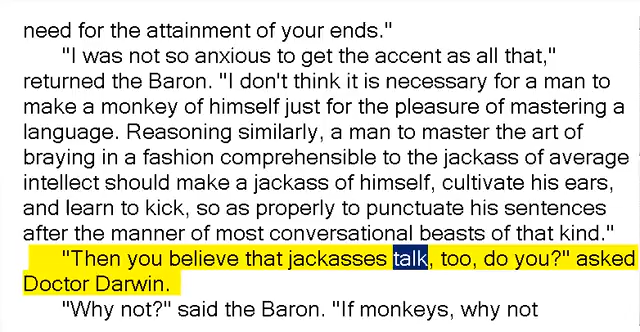 need for the attainment of your ends."
"I was not so anxious to get the accent as all that,"
returned the Baron. "I don't think it is necessary for a man to
make a monkey of himself just for the pleasure of mastering a
language. Reasoning similarly, a man to master the art of
braying in a fashion comprehensible to the jackass of average
intellect should make a jackass of himself, cultivate his ears,
and learn to kick, so as properly to punctuate his sentences
after the manner of most conversational beasts of that kind."
"Then you believe that jackasses talk, too, do you?" asked
Doctor Darwin.
"Why not?" said the Baron. "If monkeys, why not